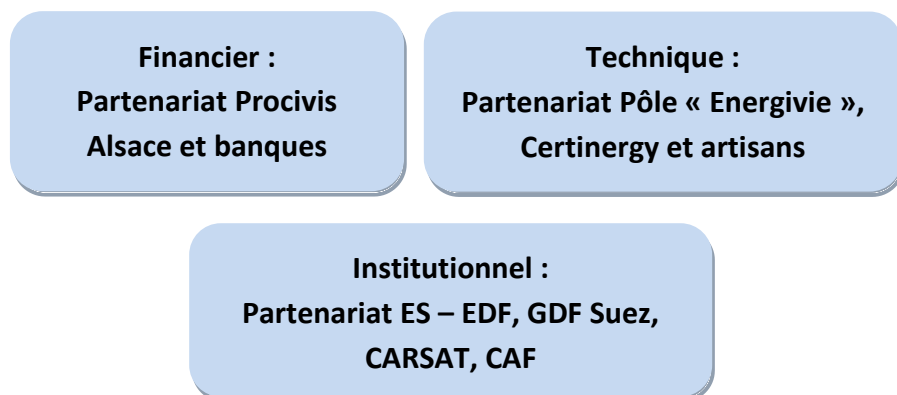 Financier :
Partenariat Procivis
Alsace et banques
Technique :
Partenariat Pôle « Energivie »,
Certinergy et artisans
Institutionnel :
Partenariat ES – EDF, GDF Suez,
CARSAT, CAF